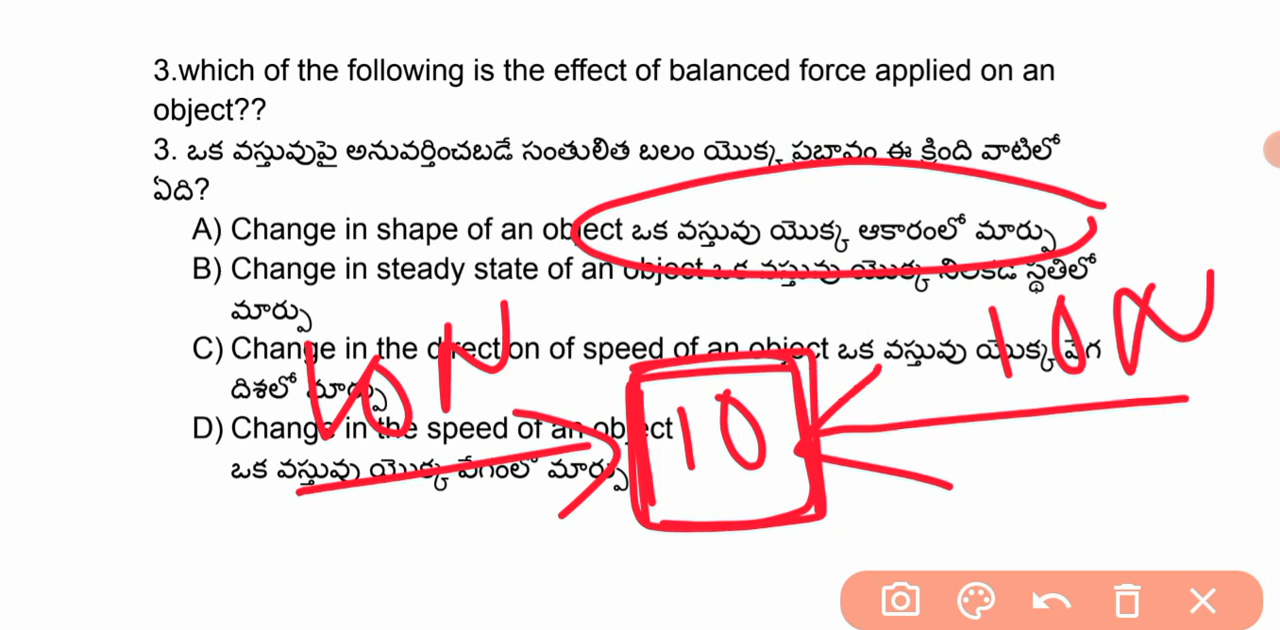 3.which of the following is the effect of balanced force applied on an
object??
3. ఒక వస్తువుపై అనువర్తించబడే సంతులిత బలం యొక్క ప్రభావం ఈ క్రింది వాటిలో
ఏది?
A) Change in shape of an object ఒక వస్తువు యొక్క ఆకారంలో మార్పు
B) Change in steady state of an object ఒక వస్తువు యొక్క నిలకడ స్థితిలో
మార్పు
C) Change in the direction of speed of an object ఒక వస్తువు యొక్క వేగ
దిశలో మార్పు
D) Change in the speed of an object
ఒక వస్తువు యొక్క వేగంలో మార్పు
10 N
10
10 N